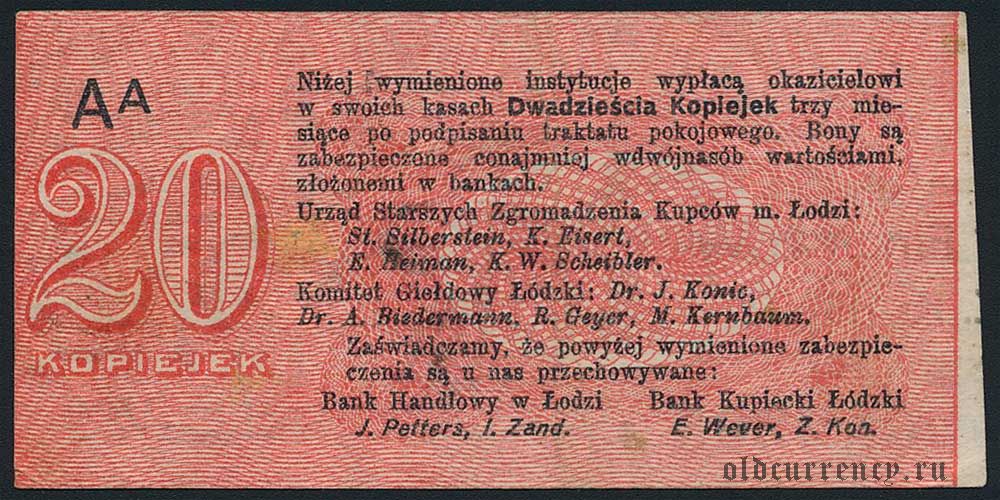 AA
20
KOPIEJEK
Niżej wymienione instytucje wypłacą okazicielowi
w swoich kasach Dwadzieścia Kopiejek trzy mie-
siące po podpisaniu traktatu pokojowego. Bony są
zabezpieczone conajmniej wdwójnasób wartościami,
złożonemi w bankach.
Urząd Starszych Zgromadzenia Kupców m. Łodzi:
St. Silberstein, K. Eisert,
E. Heiman, K. W. Scheibler.
Komitet Giełdowy Łódzki: Dr. J. Konic,
Dr. A. Biedermann, R. Geyer, M. Kernbaum.
Zaświadczamy, że powyżej wymienione zabezpie-
czenia są u nas przechowywane:
Bank Handlowy w Łodzi Bank Kupiecki Łódzki
J. Petters, I. Zand. E. Wever, Z. Kon.
oldcurrency.ru